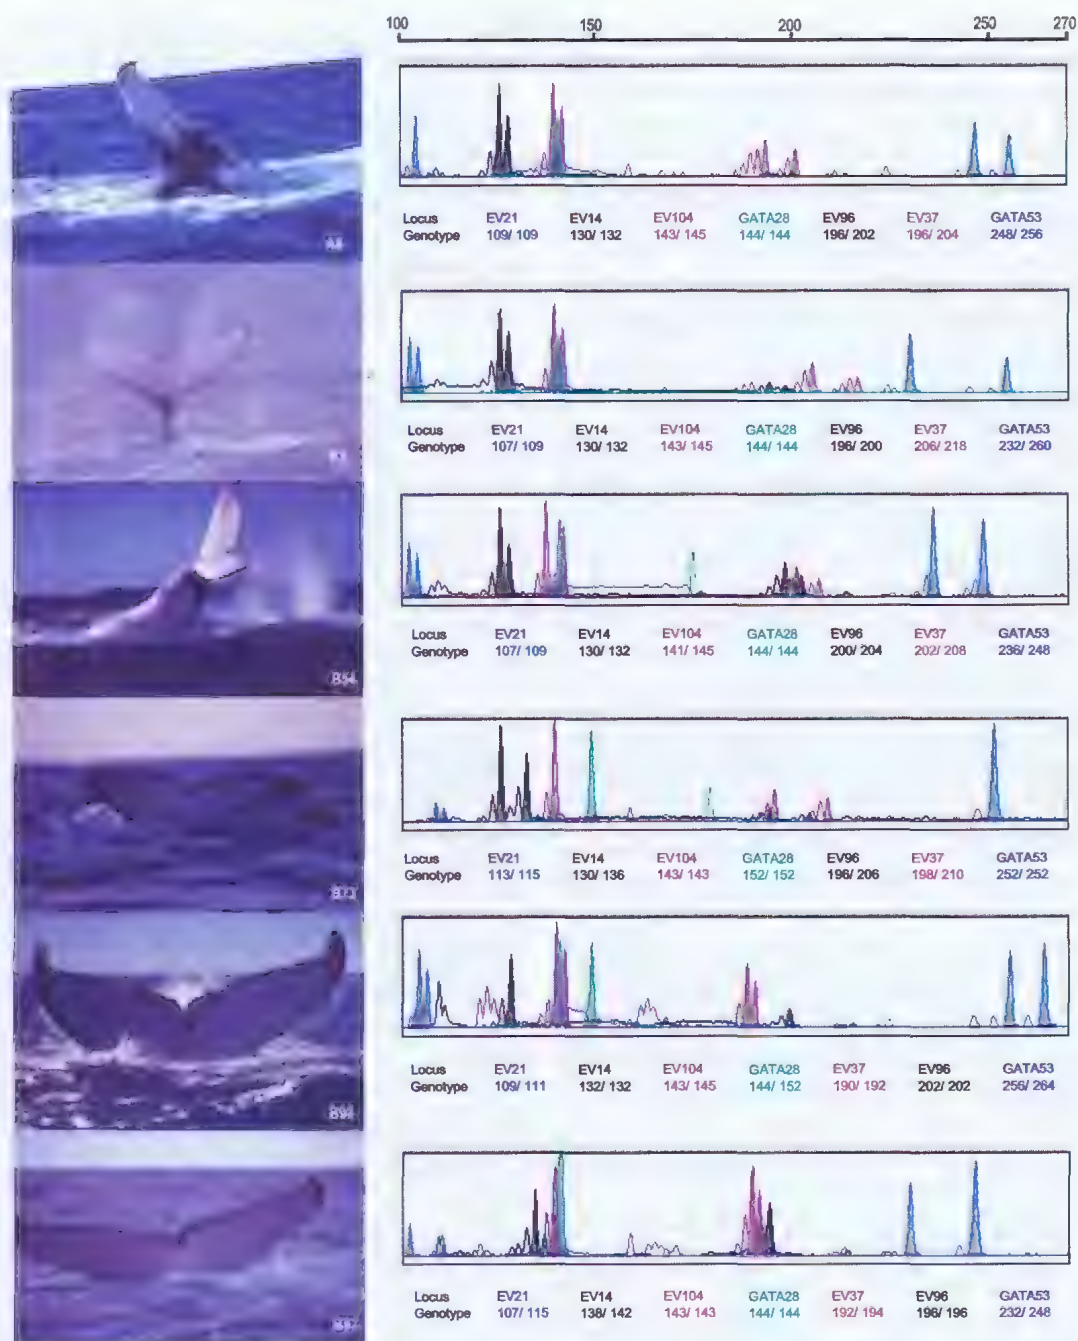 100 150 200 250 270
Locus EV21 EV14 EV104 GATA28 EV96 EV37 GATA53
Genotype 109/ 109 130/ 132 143/ 145 144/ 144 196/ 202 196/ 204 248/ 256
Locus EV21 EV14 EV104 GATA28 EV96 EV37 GATA53
Genotype 107/ 109 130/ 132 143/ 145 144/ 144 196/ 200 206/ 218 232/ 260
B54
Locus EV21 EV14 EV104 GATA28 EV96 EV37 GATA53
Genotype 107/ 109 130/ 132 141/ 145 144/ 144 200/ 204 202/ 208 236/ 248
Locus EV21 EV14 EV104 GATA28 EV96 EV37 GATA53
Genotype 113/ 115 130/ 136 143/ 143 152/ 152 196/ 206 198/ 210 252/ 252
Locus EV21 EV14 EV104 GATA28 EV37 EV96 GATA53
Genotype 109/ 111 132/ 132 143/ 145 144/ 152 190/ 192 202/ 202 256/ 264
Locus EV21 EV14 EV104 GATA28 EV37 EV96 GATA53
Genotype 107/ 115 138/ 142 143/ 143 144/ 144 192/ 194 196/ 196 232/ 248